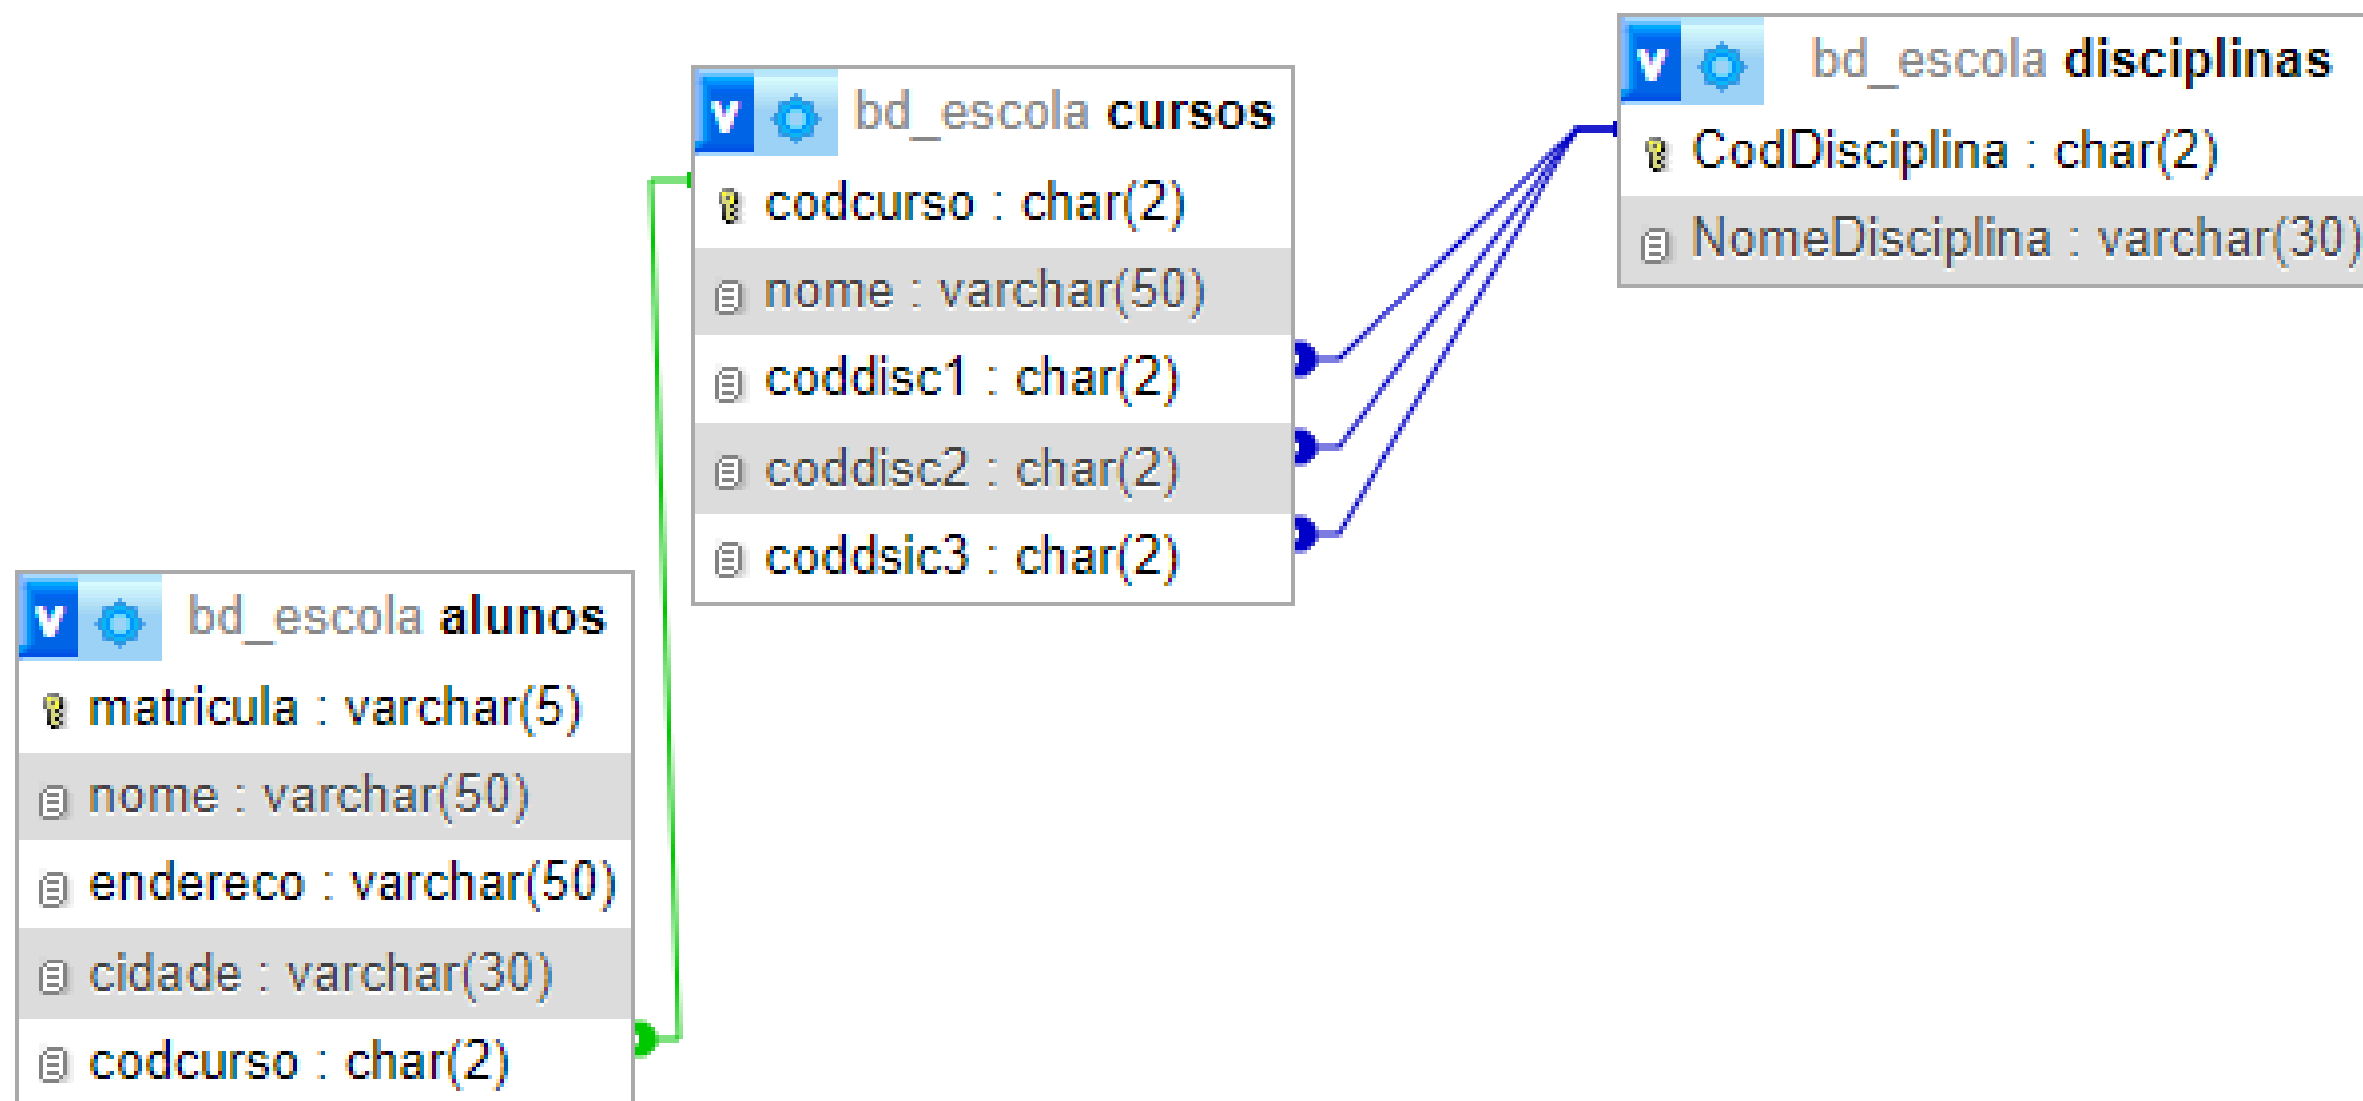 bd_escola disciplinas
CodDisciplina : char(2)
NomeDisciplina : varchar(30)
bd_escola cursos
codcurso : char(2)
nome : varchar(50)
coddisc1 : char(2)
coddisc2 : char(2)
coddsic3 : char(2)
bd_escola alunos
matricula : varchar(5)
nome : varchar(50)
endereco : varchar(50)
cidade : varchar(30)
codcurso : char(2)